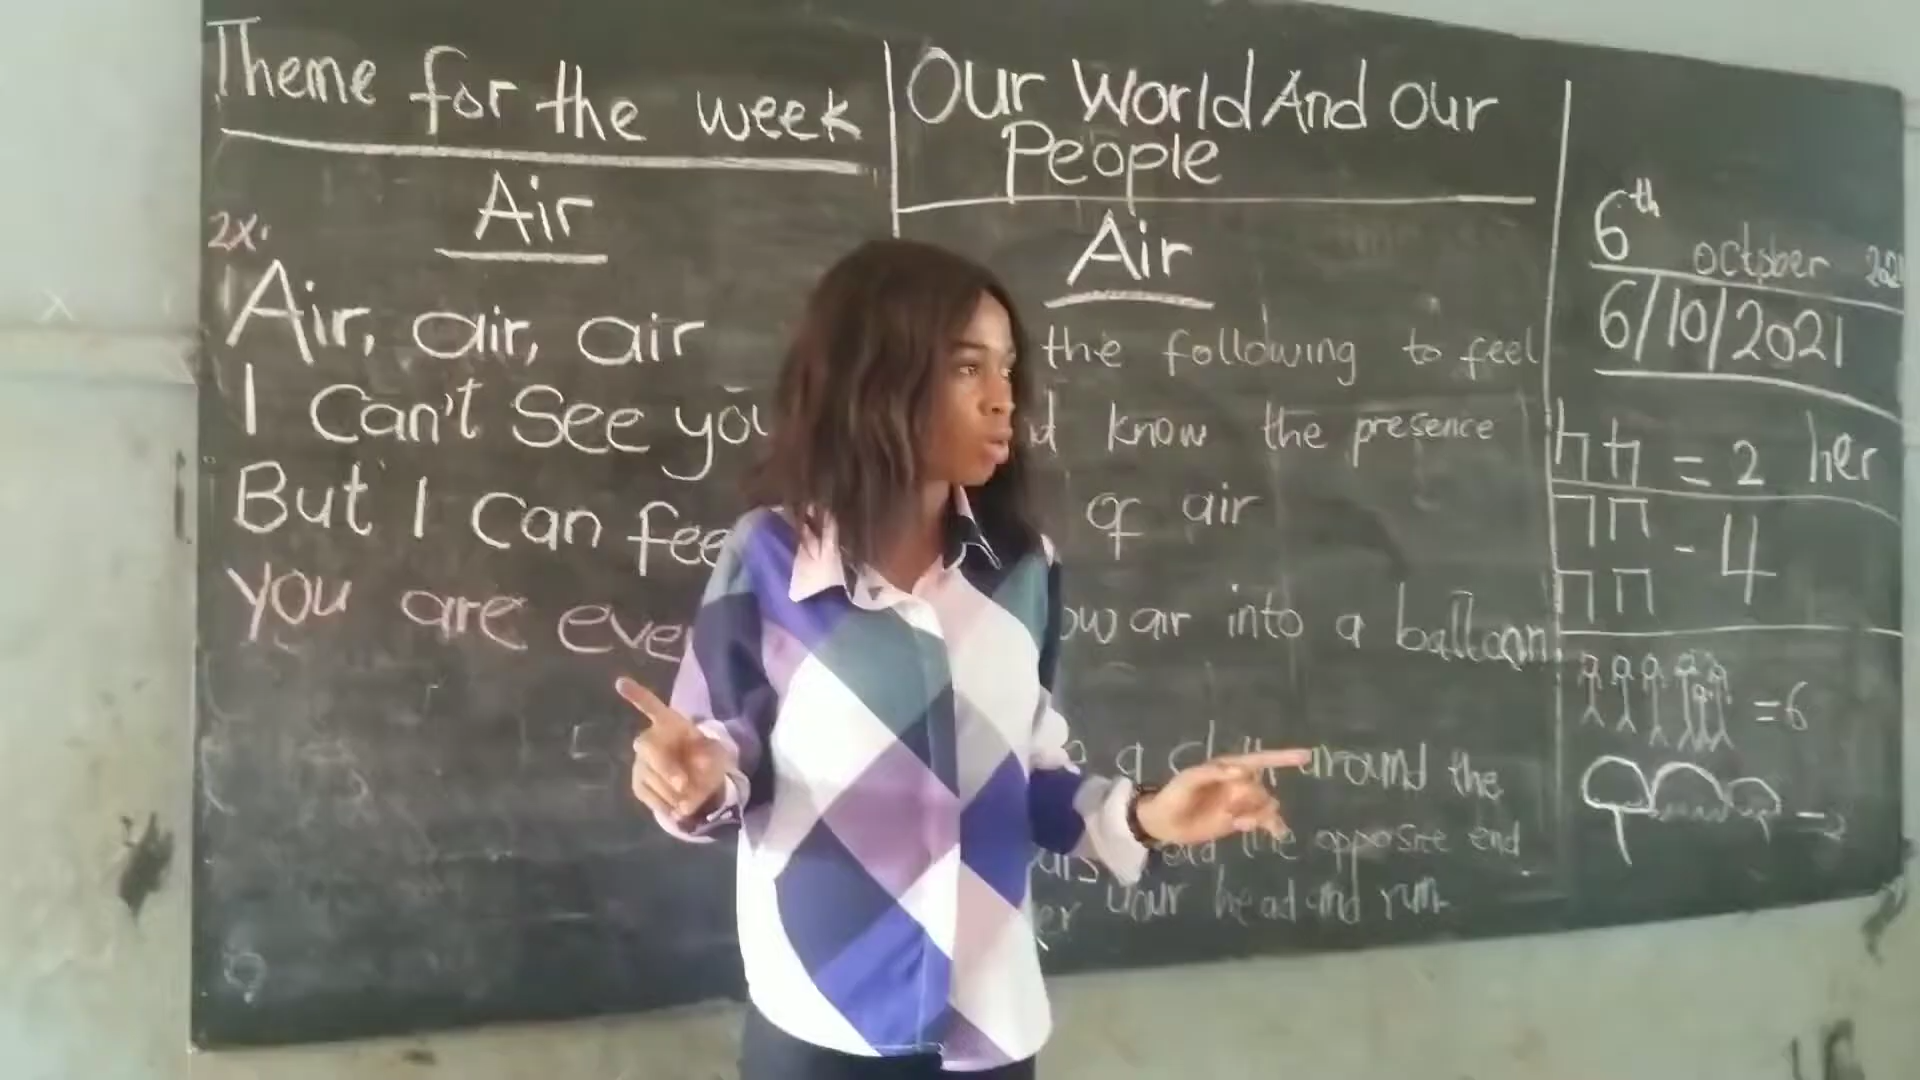 Theme for the week
Air
2x.
Air, air, air
I Can't See you
But I Can fee
you are ever
Our World And Our
People
Air
the following to feel
know the presence
of air
air into a balloon
a around the
the opposite end
your head and run
6th october
6/10/2021
= 2 her
- 4
= 6
- 2